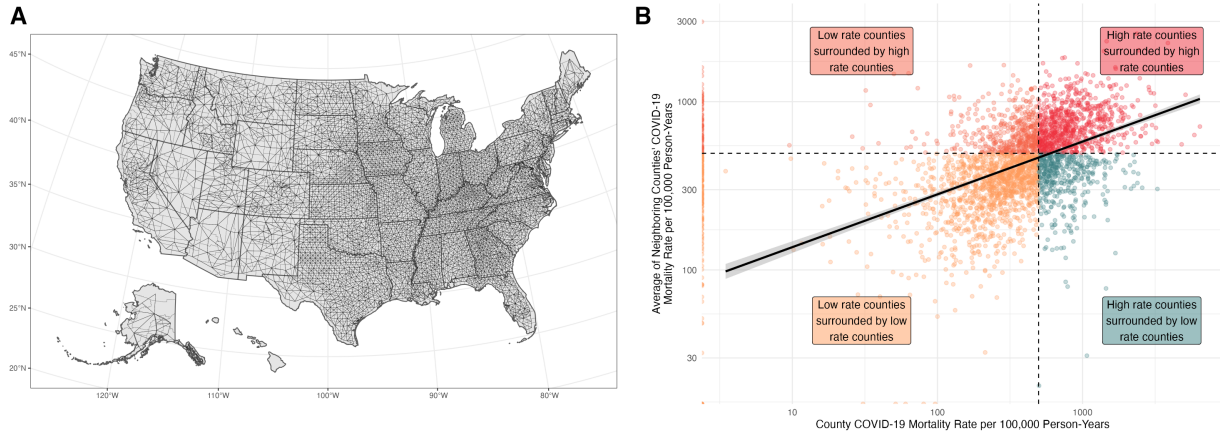 A
45°N
40°N
35°N
30°N
25°N
20°N
120°W
110°W
100°W
90°W
80°W
B
Average of Neighboring Counties' COVID-19
Mortality Rate per 100,000 Person-Years
3000
1000
300
100
30
Low rate counties
surrounded by high
rate counties
High rate counties
surrounded by high
rate counties
Low rate counties
surrounded by low
rate counties
High rate counties
surrounded by low
rate counties
10
100
1000
County COVID-19 Mortality Rate per 100,000 Person-Years